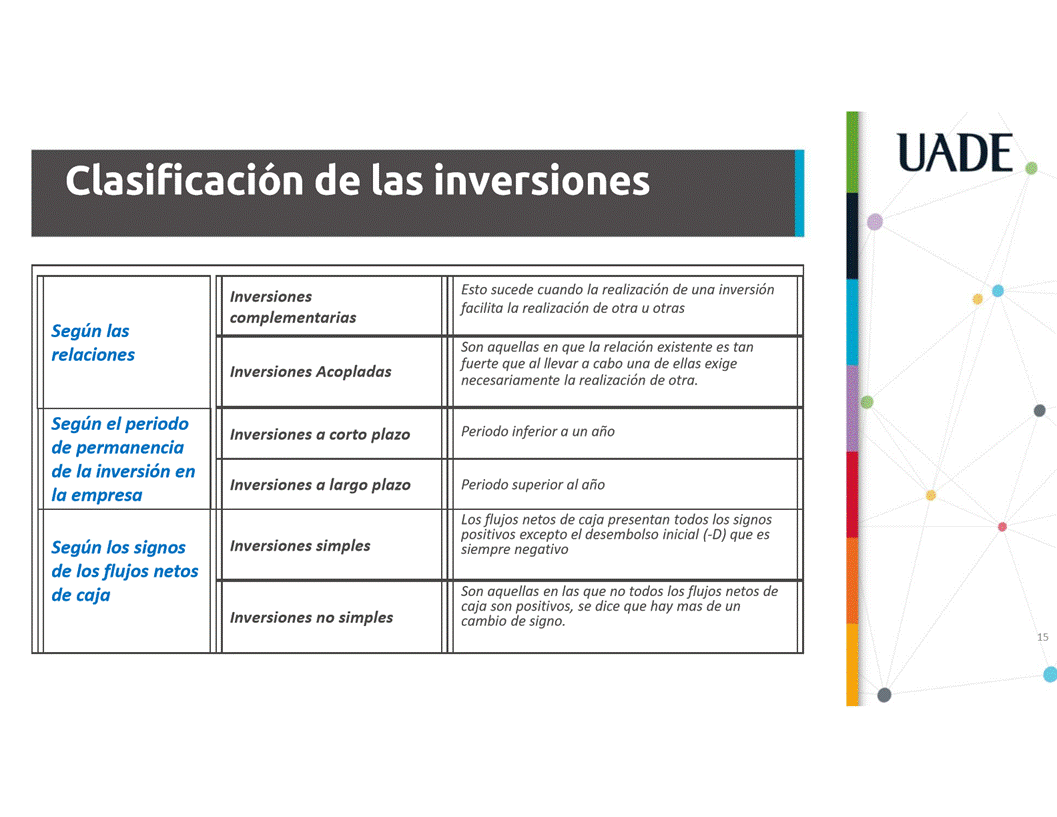 Clasificación de las inversiones
UADE
Según las
relaciones
Inversiones
complementarias
Esto sucede cuando la realización de una inversión
facilita la realización de otra u otras
Inversiones Acopladas
Son aquellas en que la relación existente es tan
fuerte que al llevar a cabo una de ellas exige
necesariamente la realización de otra.
Según el periodo
de permanencia
de la inversión en
la empresa
Inversiones a corto plazo
Periodo inferior a un año
Inversiones a largo plazo
Periodo superior al año
Según los signos
de los flujos netos
de caja
Inversiones simples
Los flujos netos de caja presentan todos los signos
positivos excepto el desembolso inicial (-D) que es
siempre negativo
Inversiones no simples
Son aquellas en las que no todos los flujos netos de
caja son positivos, se dice que hay mas de un
cambio de signo.
15